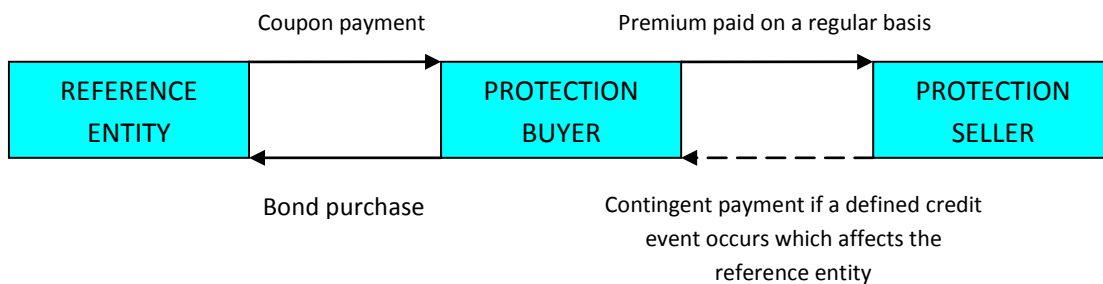 Coupon payment
Premium paid on a regular basis
REFERENCE
ENTITY
PROTECTION
BUYER
PROTECTION
SELLER
Bond purchase
Contingent payment if a defined credit
event occurs which affects the
reference entity